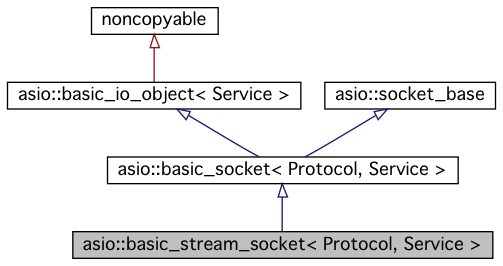 noncopyable
asio::basic_io_object< Service >
asio::socket_base
asio::basic_socket< Protocol, Service >
asio::basic_stream_socket< Protocol, Service >